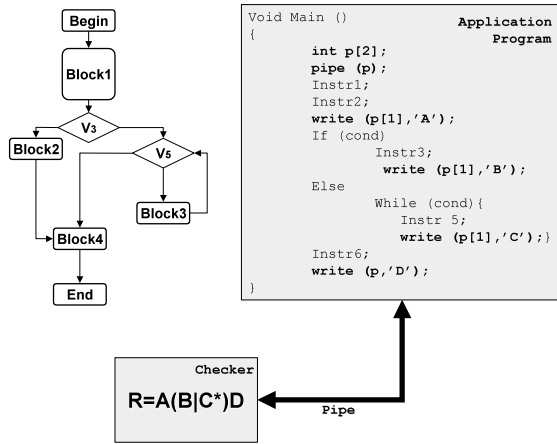 Begin
Block1
V3
Block2
V5
Block3
Block4
End
Void Main ()
Application
Program
{
int p[2];
pipe (p);
Instr1;
Instr2;
write (p[1],'A');
If (cond)
Instr3;
write (p[1],'B');
Else
While (cond){
Instr 5;
write (p[1],'C');}
Instr6;
write (p,'D');
}
Checker
R=A(B|C*)D
Pipe